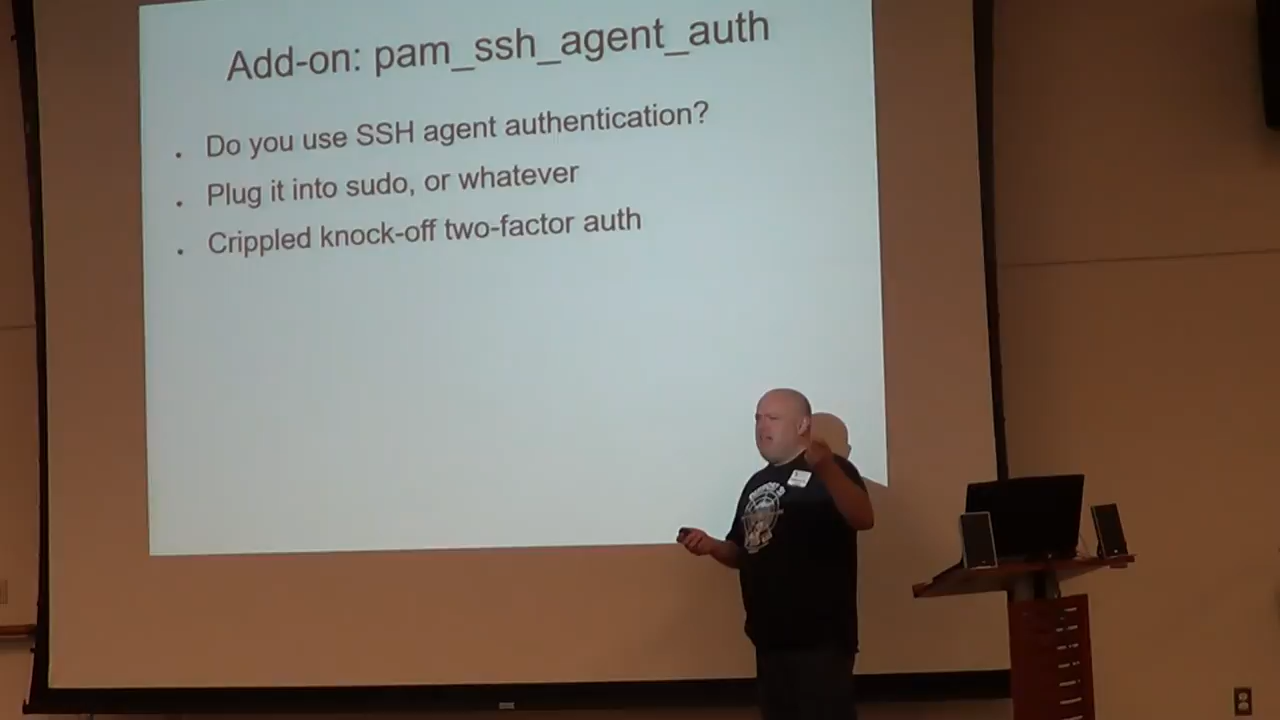 Add-on: pam_ssh_agent_auth
. Do you use SSH agent authentication?
. Plug it into sudo, or whatever
. Crippled knock-off two-factor auth